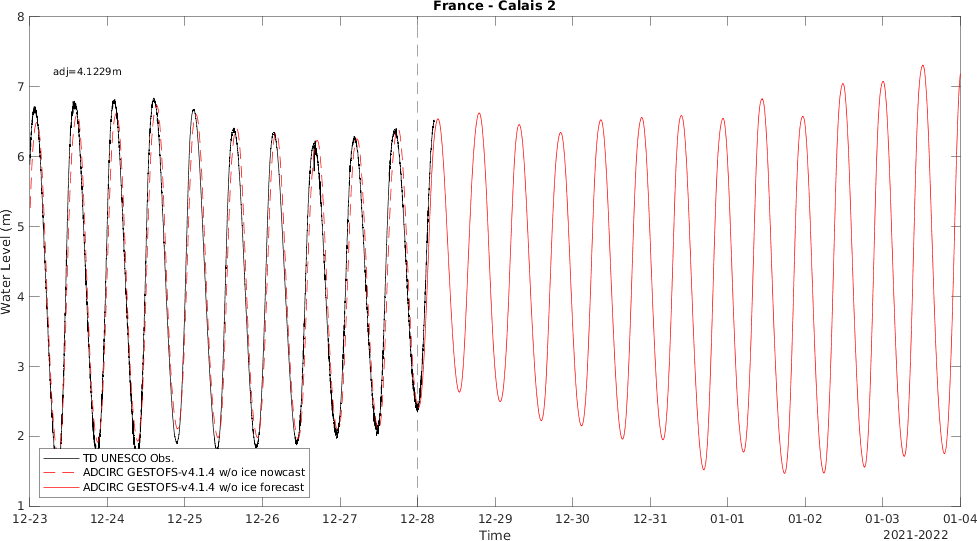 France - Calais 2
8
adj=4.1229m
7
6
5
4
3
2
1
Water Level (m)
TD UNESCO Obs.
ADCIRC GESTOFS-v4.1.4 w/o ice nowcast
ADCIRC GESTOFS-v4.1.4 w/o ice forecast
12-23 12-24 12-25 12-26 12-27 12-28 12-29 12-30 12-31 01-01 01-02 01-03 01-04
2021-2022
Time